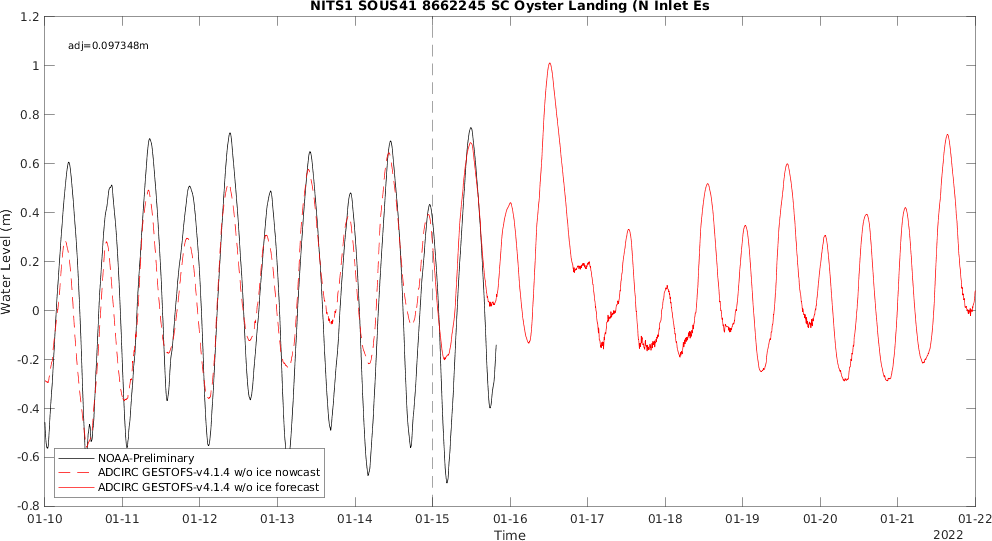 NITS1 SOUS41 8662245 SC Oyster Landing (N Inlet Es
adj=0.097348m
Water Level (m)
1.2
1
0.8
0.6
0.4
0.2
0
-0.2
-0.4
-0.6
-0.8
NOAA-Preliminary
ADCIRC GESTOFS-v4.1.4 w/o ice nowcast
ADCIRC GESTOFS-v4.1.4 w/o ice forecast
01-10 01-11 01-12 01-13 01-14 01-15 01-16 01-17 01-18 01-19 01-20 01-21 01-22
Time
2022